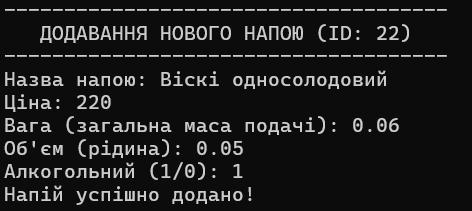 -------------------------------------
ДОДАВАННЯ НОВОГО НАПОЮ (ID: 22)
-------------------------------------
Назва напою: Віскі односолодовий
Ціна: 220
Вага (загальна маса подачі): 0.06
Об'єм (рідина): 0.05
Алкогольний (1/0): 1
Напій успішно додано!